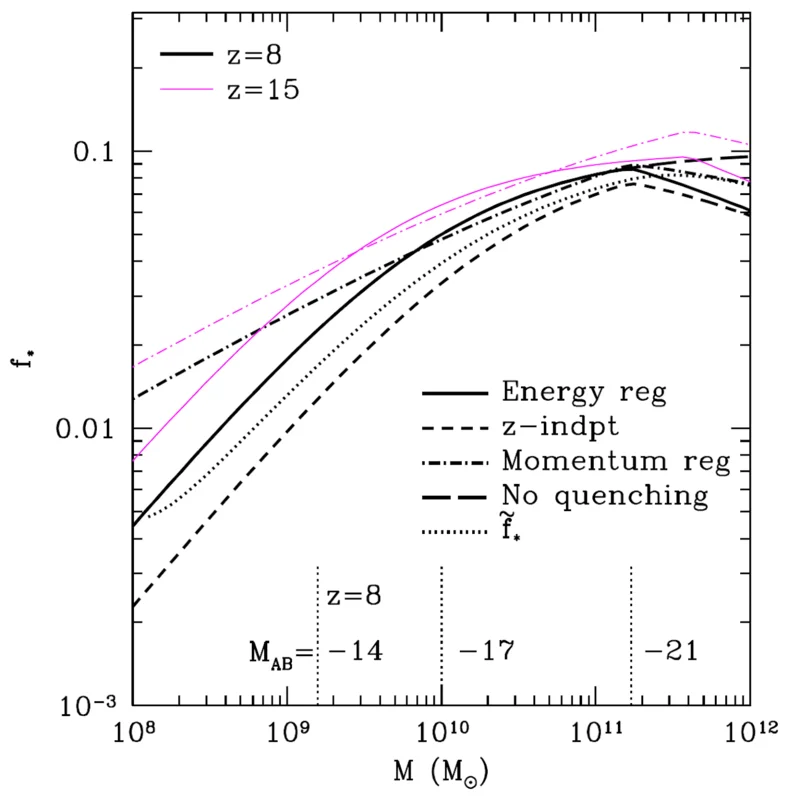 z=8
z=15
0.1
f*
0.01
Energy reg
z-indpt
Momentum reg
No quenching
f̃*
z=8
M_AB= -14 -17 -21
10^-3
10^8 10^9 10^10 10^11 10^12
M (M⊙)